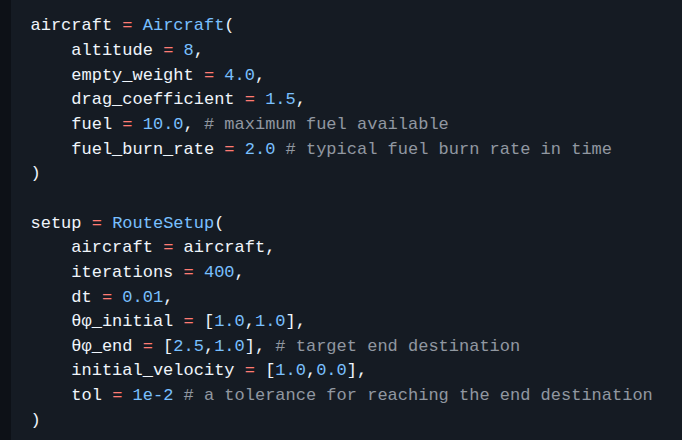 aircraft = Aircraft(
    altitude = 8,
    empty_weight = 4.0,
    drag_coefficient = 1.5,
    fuel = 10.0, # maximum fuel available
    fuel_burn_rate = 2.0 # typical fuel burn rate in time
)

setup = RouteSetup(
    aircraft = aircraft,
    iterations = 400,
    dt = 0.01,
    θφ_initial = [1.0,1.0],
    θφ_end = [2.5,1.0], # target end destination
    initial_velocity = [1.0,0.0],
    tol = 1e-2 # a tolerance for reaching the end destination
)